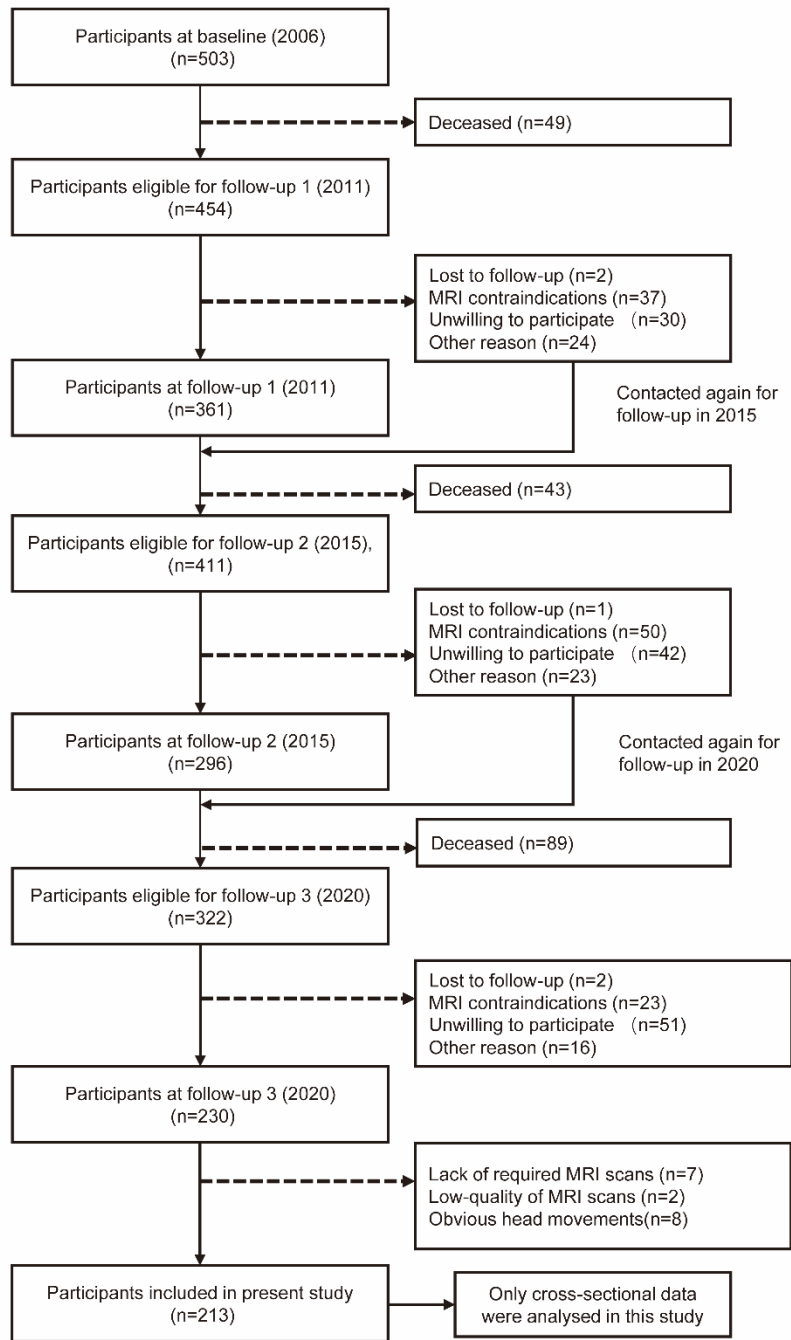 Participants at baseline (2006)
(n=503)
Deceased (n=49)
Participants eligible for follow-up 1 (2011)
(n=454)
Lost to follow-up (n=2)
MRI contraindications (n=37)
Unwilling to participate （n=30)
Other reason (n=24)
Participants at follow-up 1 (2011)
(n=361)
Contacted again for
follow-up in 2015
Deceased (n=43)
Participants eligible for follow-up 2 (2015),
(n=411)
Lost to follow-up (n=1)
MRI contraindications (n=50)
Unwilling to participate （n=42)
Other reason (n=23)
Participants at follow-up 2 (2015)
(n=296)
Contacted again for
follow-up in 2020
Deceased (n=89)
Participants eligible for follow-up 3 (2020)
(n=322)
Lost to follow-up (n=2)
MRI contraindications (n=23)
Unwilling to participate （n=51)
Other reason (n=16)
Participants at follow-up 3 (2020)
(n=230)
Lack of required MRI scans (n=7)
Low-quality of MRI scans (n=2)
Obvious head movements(n=8)
Participants included in present study
(n=213)
Only cross-sectional data
were analysed in this study